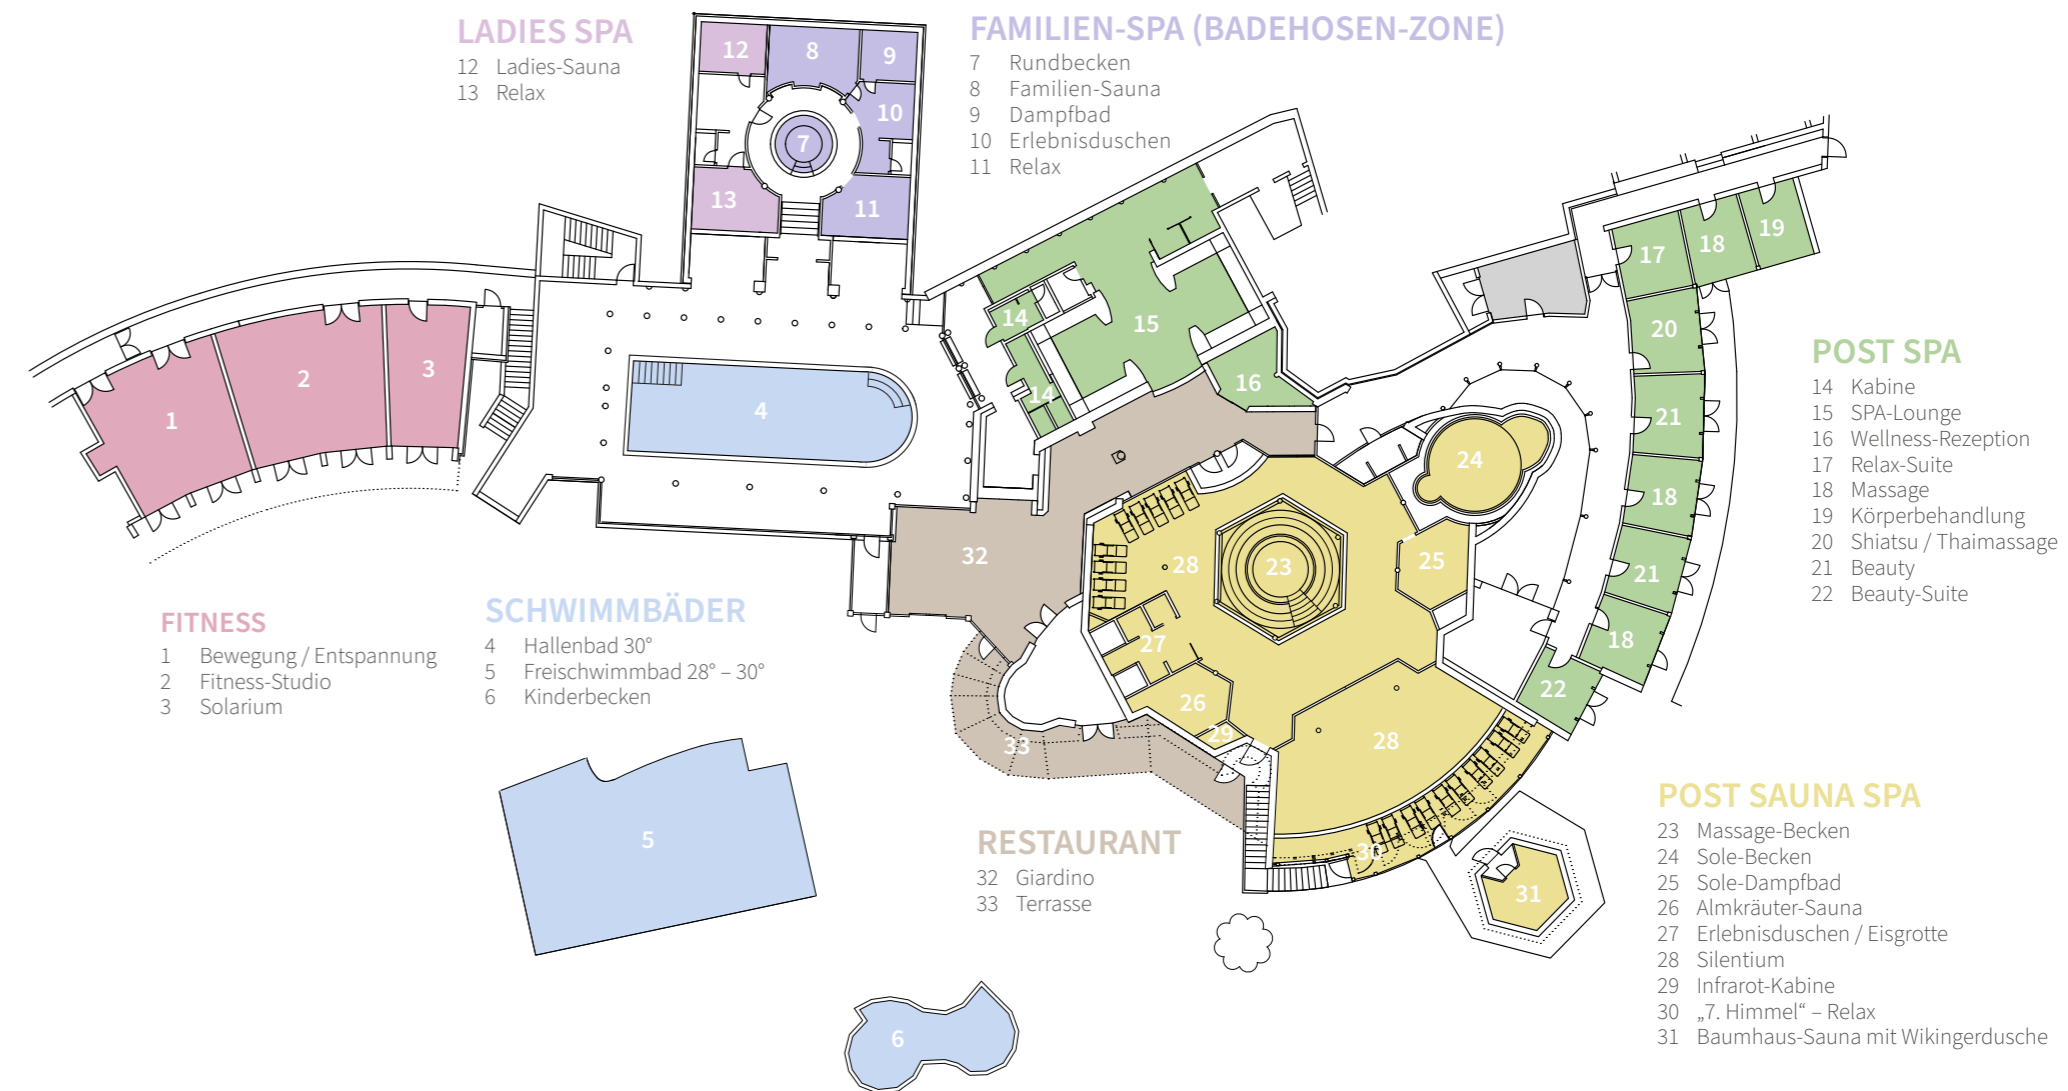 LADIES SPA
12 Ladies-Sauna
13 Relax
FAMILIEN-SPA (BADEHOSEN-ZONE)
7 Rundbecken
8 Familien-Sauna
9 Dampfbad
10 Erlebnisduschen
11 Relax
12
8
9
10
7
13
11
17
18
19
14
15
20
16
14
21
1
2
3
4
24
18
25
28
23
21
32
27
18
26
22
29
28
33
30
31
5
6
POST SPA
14 Kabine
15 SPA-Lounge
16 Wellness-Rezeption
17 Relax-Suite
18 Massage
19 Körperbehandlung
20 Shiatsu / Thaimassage
21 Beauty
22 Beauty-Suite
FITNESS
1 Bewegung / Entspannung
2 Fitness-Studio
3 Solarium
SCHWIMMBÄDER
4 Hallenbad 30°
5 Freischwimmbad 28° – 30°
6 Kinderbecken
RESTAURANT
32 Giardino
33 Terrasse
POST SAUNA SPA
23 Massage-Becken
24 Sole-Becken
25 Sole-Dampfbad
26 Almkräuter-Sauna
27 Erlebnisduschen / Eisgrotte
28 Silentium
29 Infrarot-Kabine
30 „7. Himmel“ – Relax
31 Baumhaus-Sauna mit Wikingerdusche